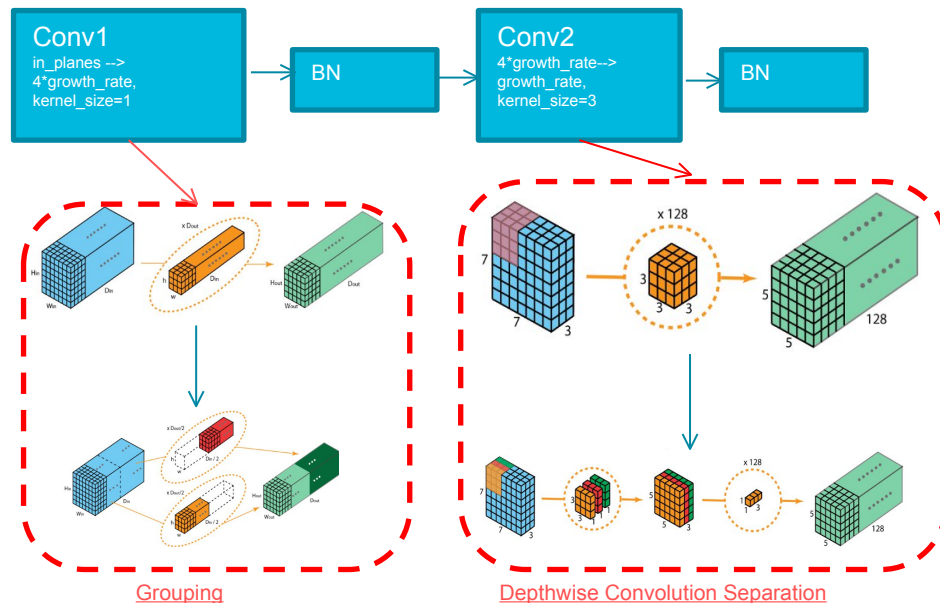 Conv1
in_planes -->
4*growth_rate,
kernel_size=1
BN
Conv2
4*growth_rate-->
growth_rate,
kernel_size=3
BN
Hin
Win
Din
x Dout
h
w
Din
Hout
Wout
Dout
x 128
7
7
3
3
3
3
5
5
128
Hin
Win
Din
x Dout/2
h
w
Din / 2
x Dout/2
h
w
Din / 2
Hout
Wout
Dout
7
7
3
3
3
1
1
1
5
5
3
x 128
1
1
3
5
5
128
Grouping
Depthwise Convolution Separation